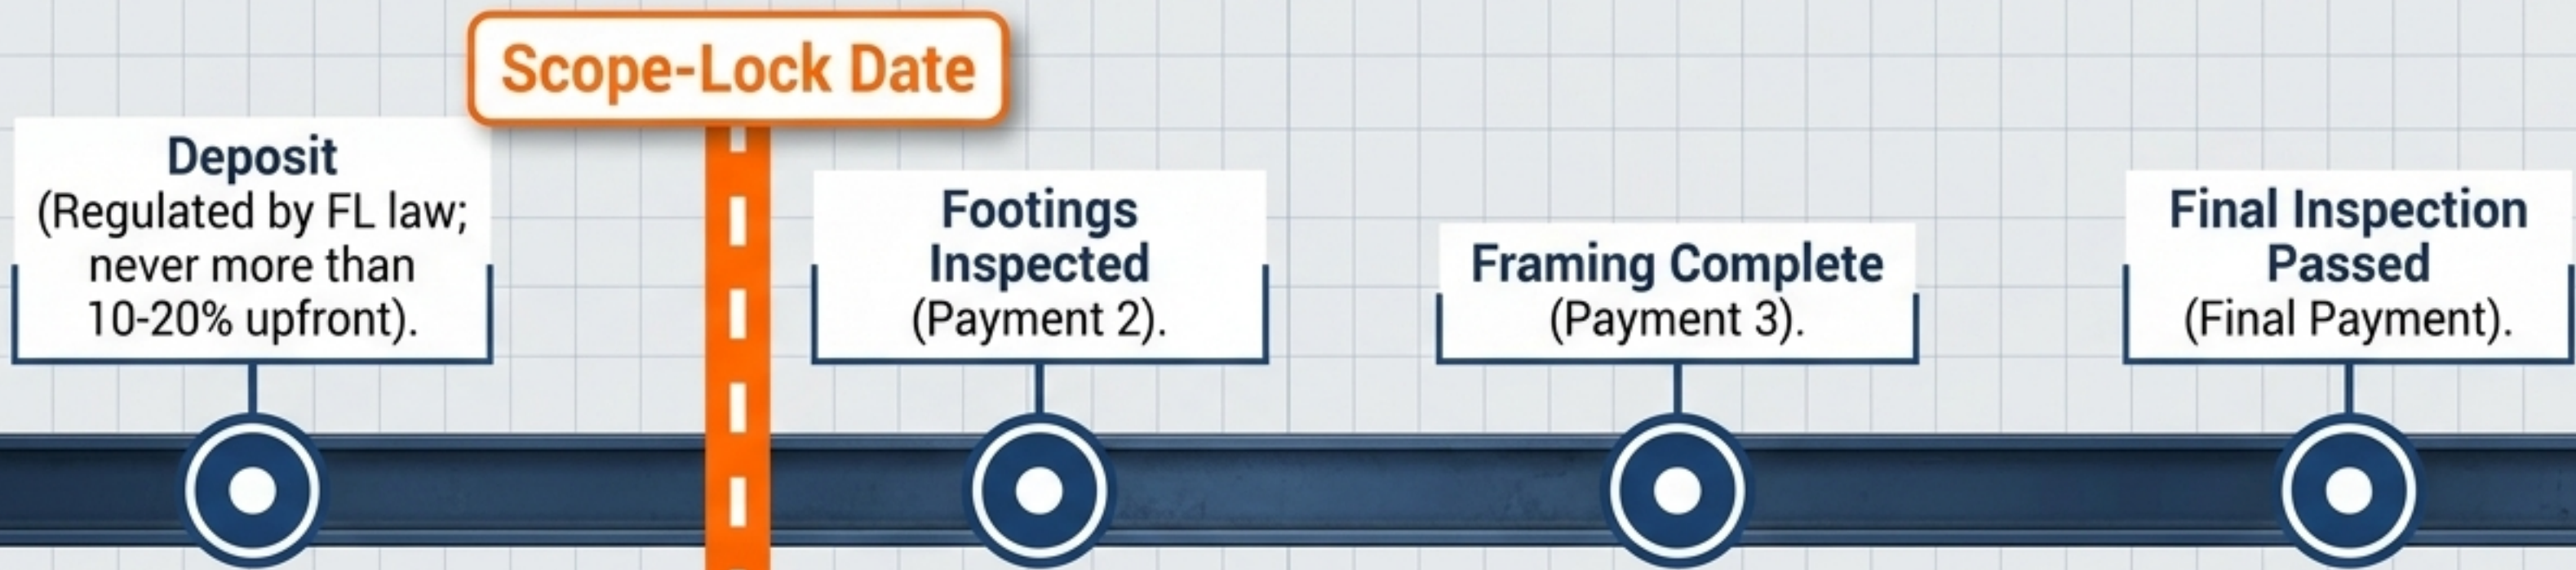 Scope-Lock Date
Deposit
(Regulated by FL law;
never more than
10-20% upfront).
Footings
Inspected
(Payment 2).
Framing Complete
(Payment 3).
Final Inspection
Passed
(Final Payment).